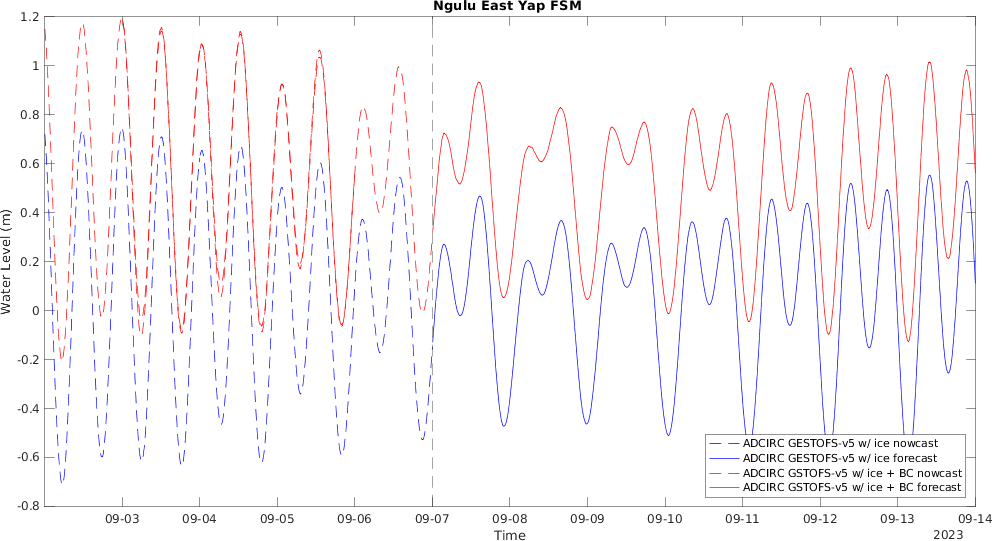 Ngulu East Yap FSM
1.2
1
0.8
0.6
0.4
0.2
0
-0.2
-0.4
-0.6
-0.8
Water Level (m)
ADCIRC GESTOFS-v5 w/ ice nowcast
ADCIRC GESTOFS-v5 w/ ice forecast
ADCIRC GSTOFS-v5 w/ ice + BC nowcast
ADCIRC GSTOFS-v5 w/ ice + BC forecast
09-03 09-04 09-05 09-06 09-07 09-08 09-09 09-10 09-11 09-12 09-13 09-14
Time
2023